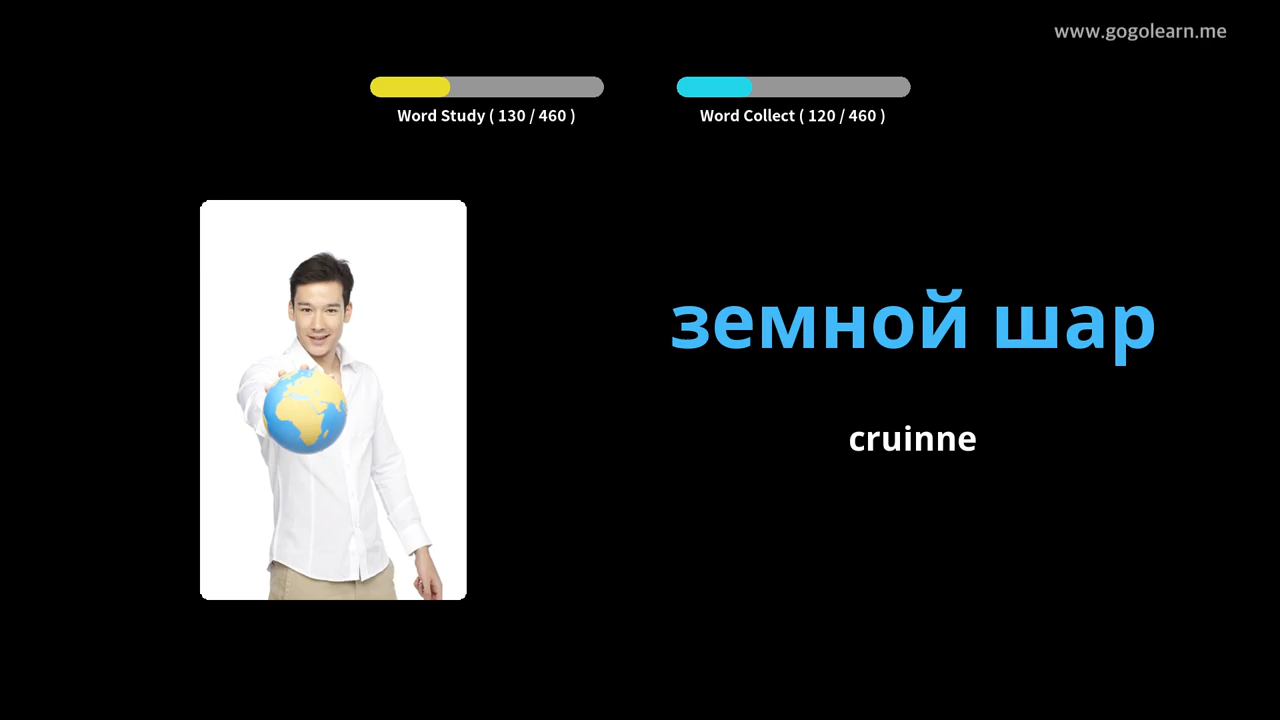 www.gogolearn.me
Word Study ( 130 / 460 )
Word Collect ( 120 / 460 )
земной шар
cruinne